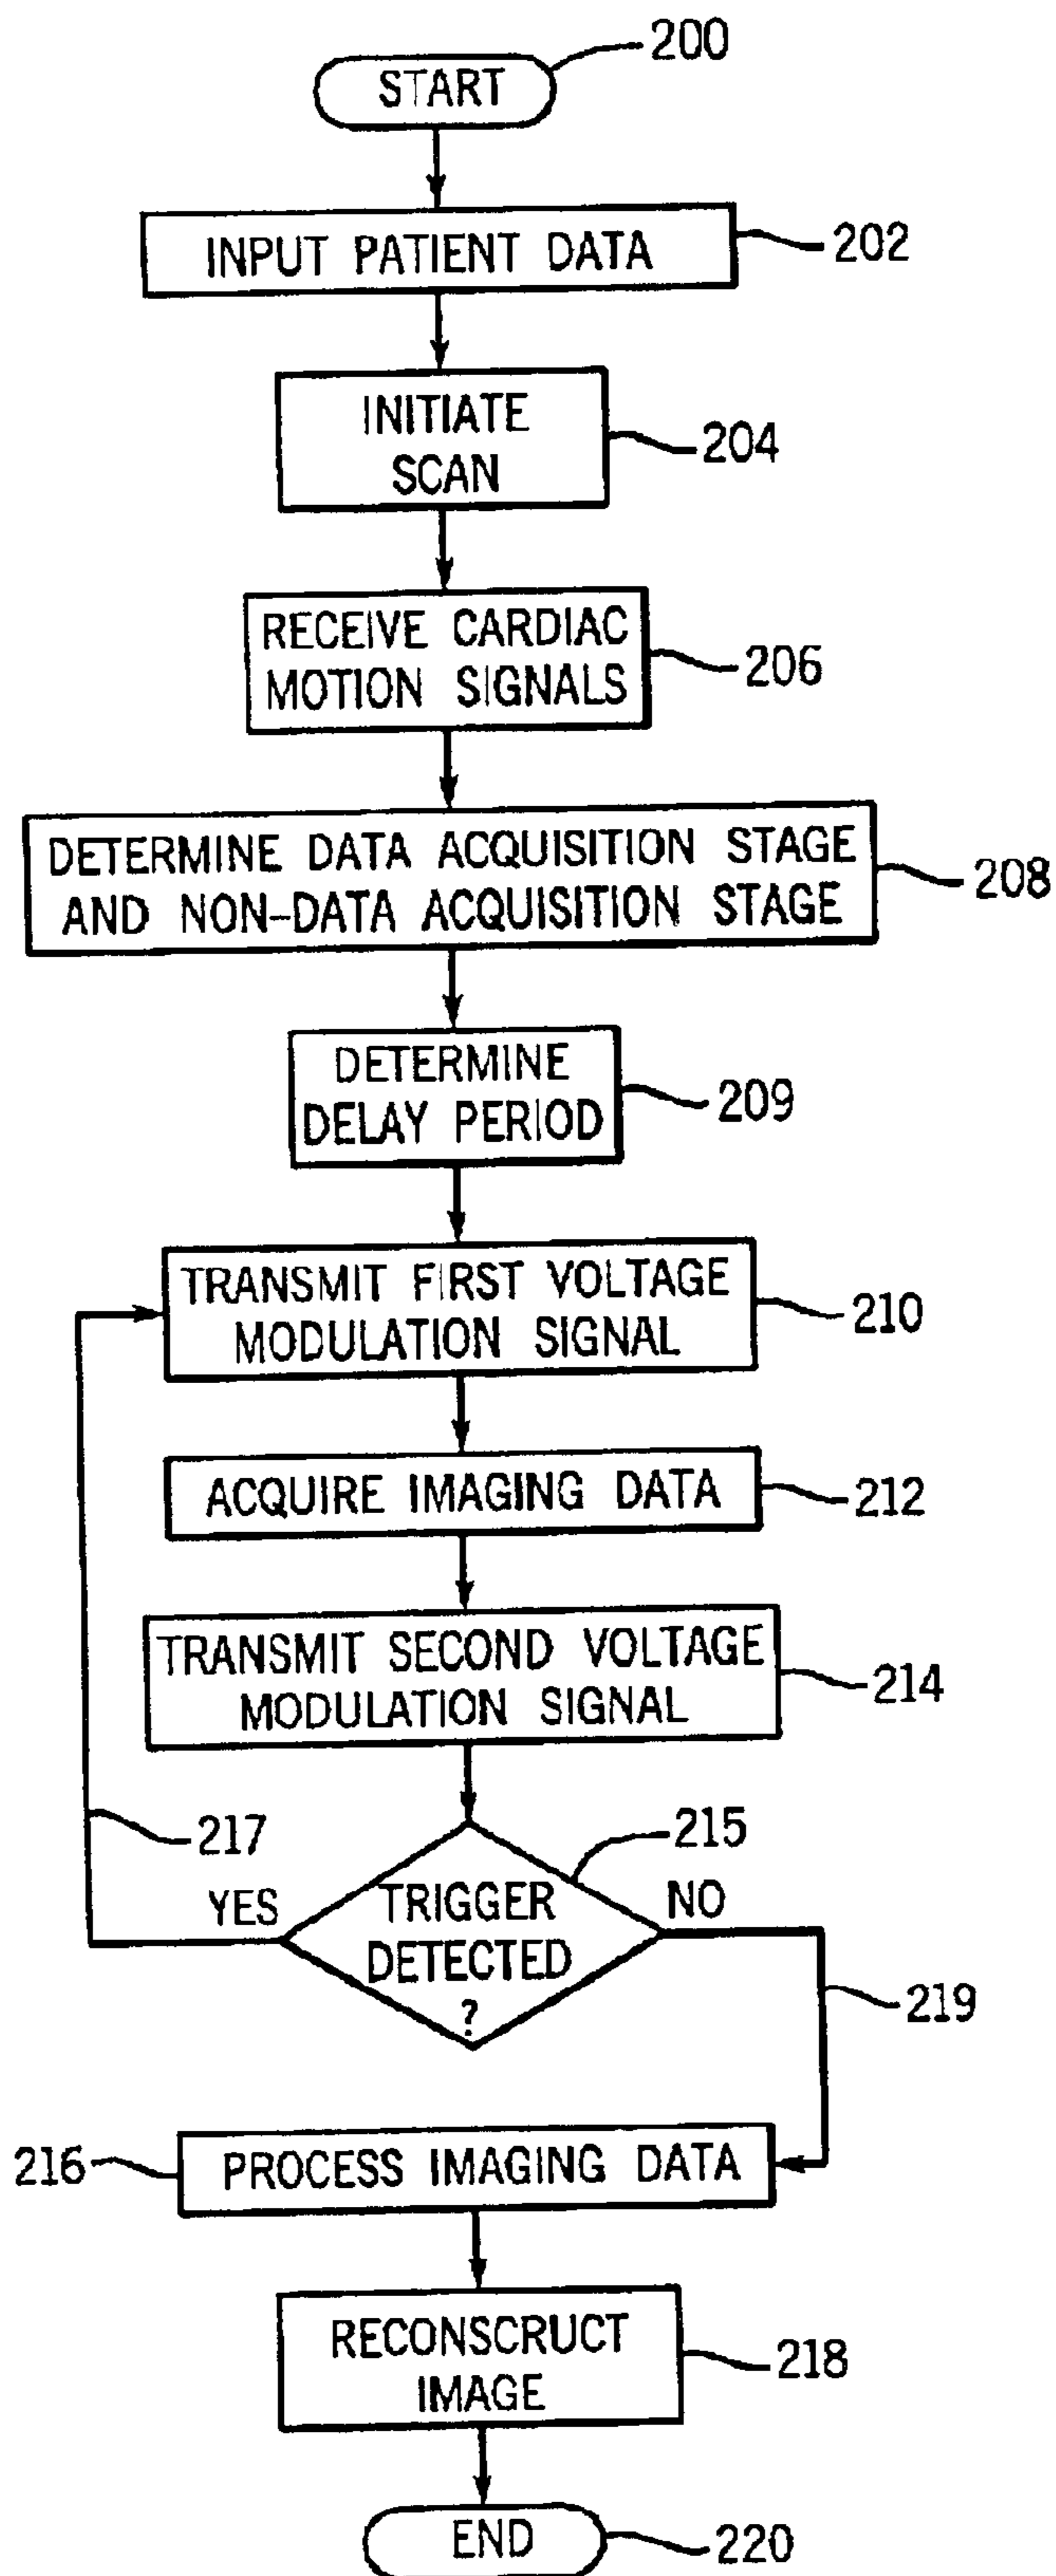 START
200
INPUT PATIENT DATA
202
INITIATE
SCAN
204
RECEIVE CARDIAC
MOTION SIGNALS
206
DETERMINE DATA ACQUISITION STAGE
AND NON-DATA ACQUISITION STAGE
208
DETERMINE
DELAY PERIOD
209
TRANSMIT FIRST VOLTAGE
MODULATION SIGNAL
210
ACQUIRE IMAGING DATA
212
TRANSMIT SECOND VOLTAGE
MODULATION SIGNAL
214
217
215
YES
TRIGGER
DETECTED
?
NO
219
216
PROCESS IMAGING DATA
RECONSCRUCT
IMAGE
218
END
220